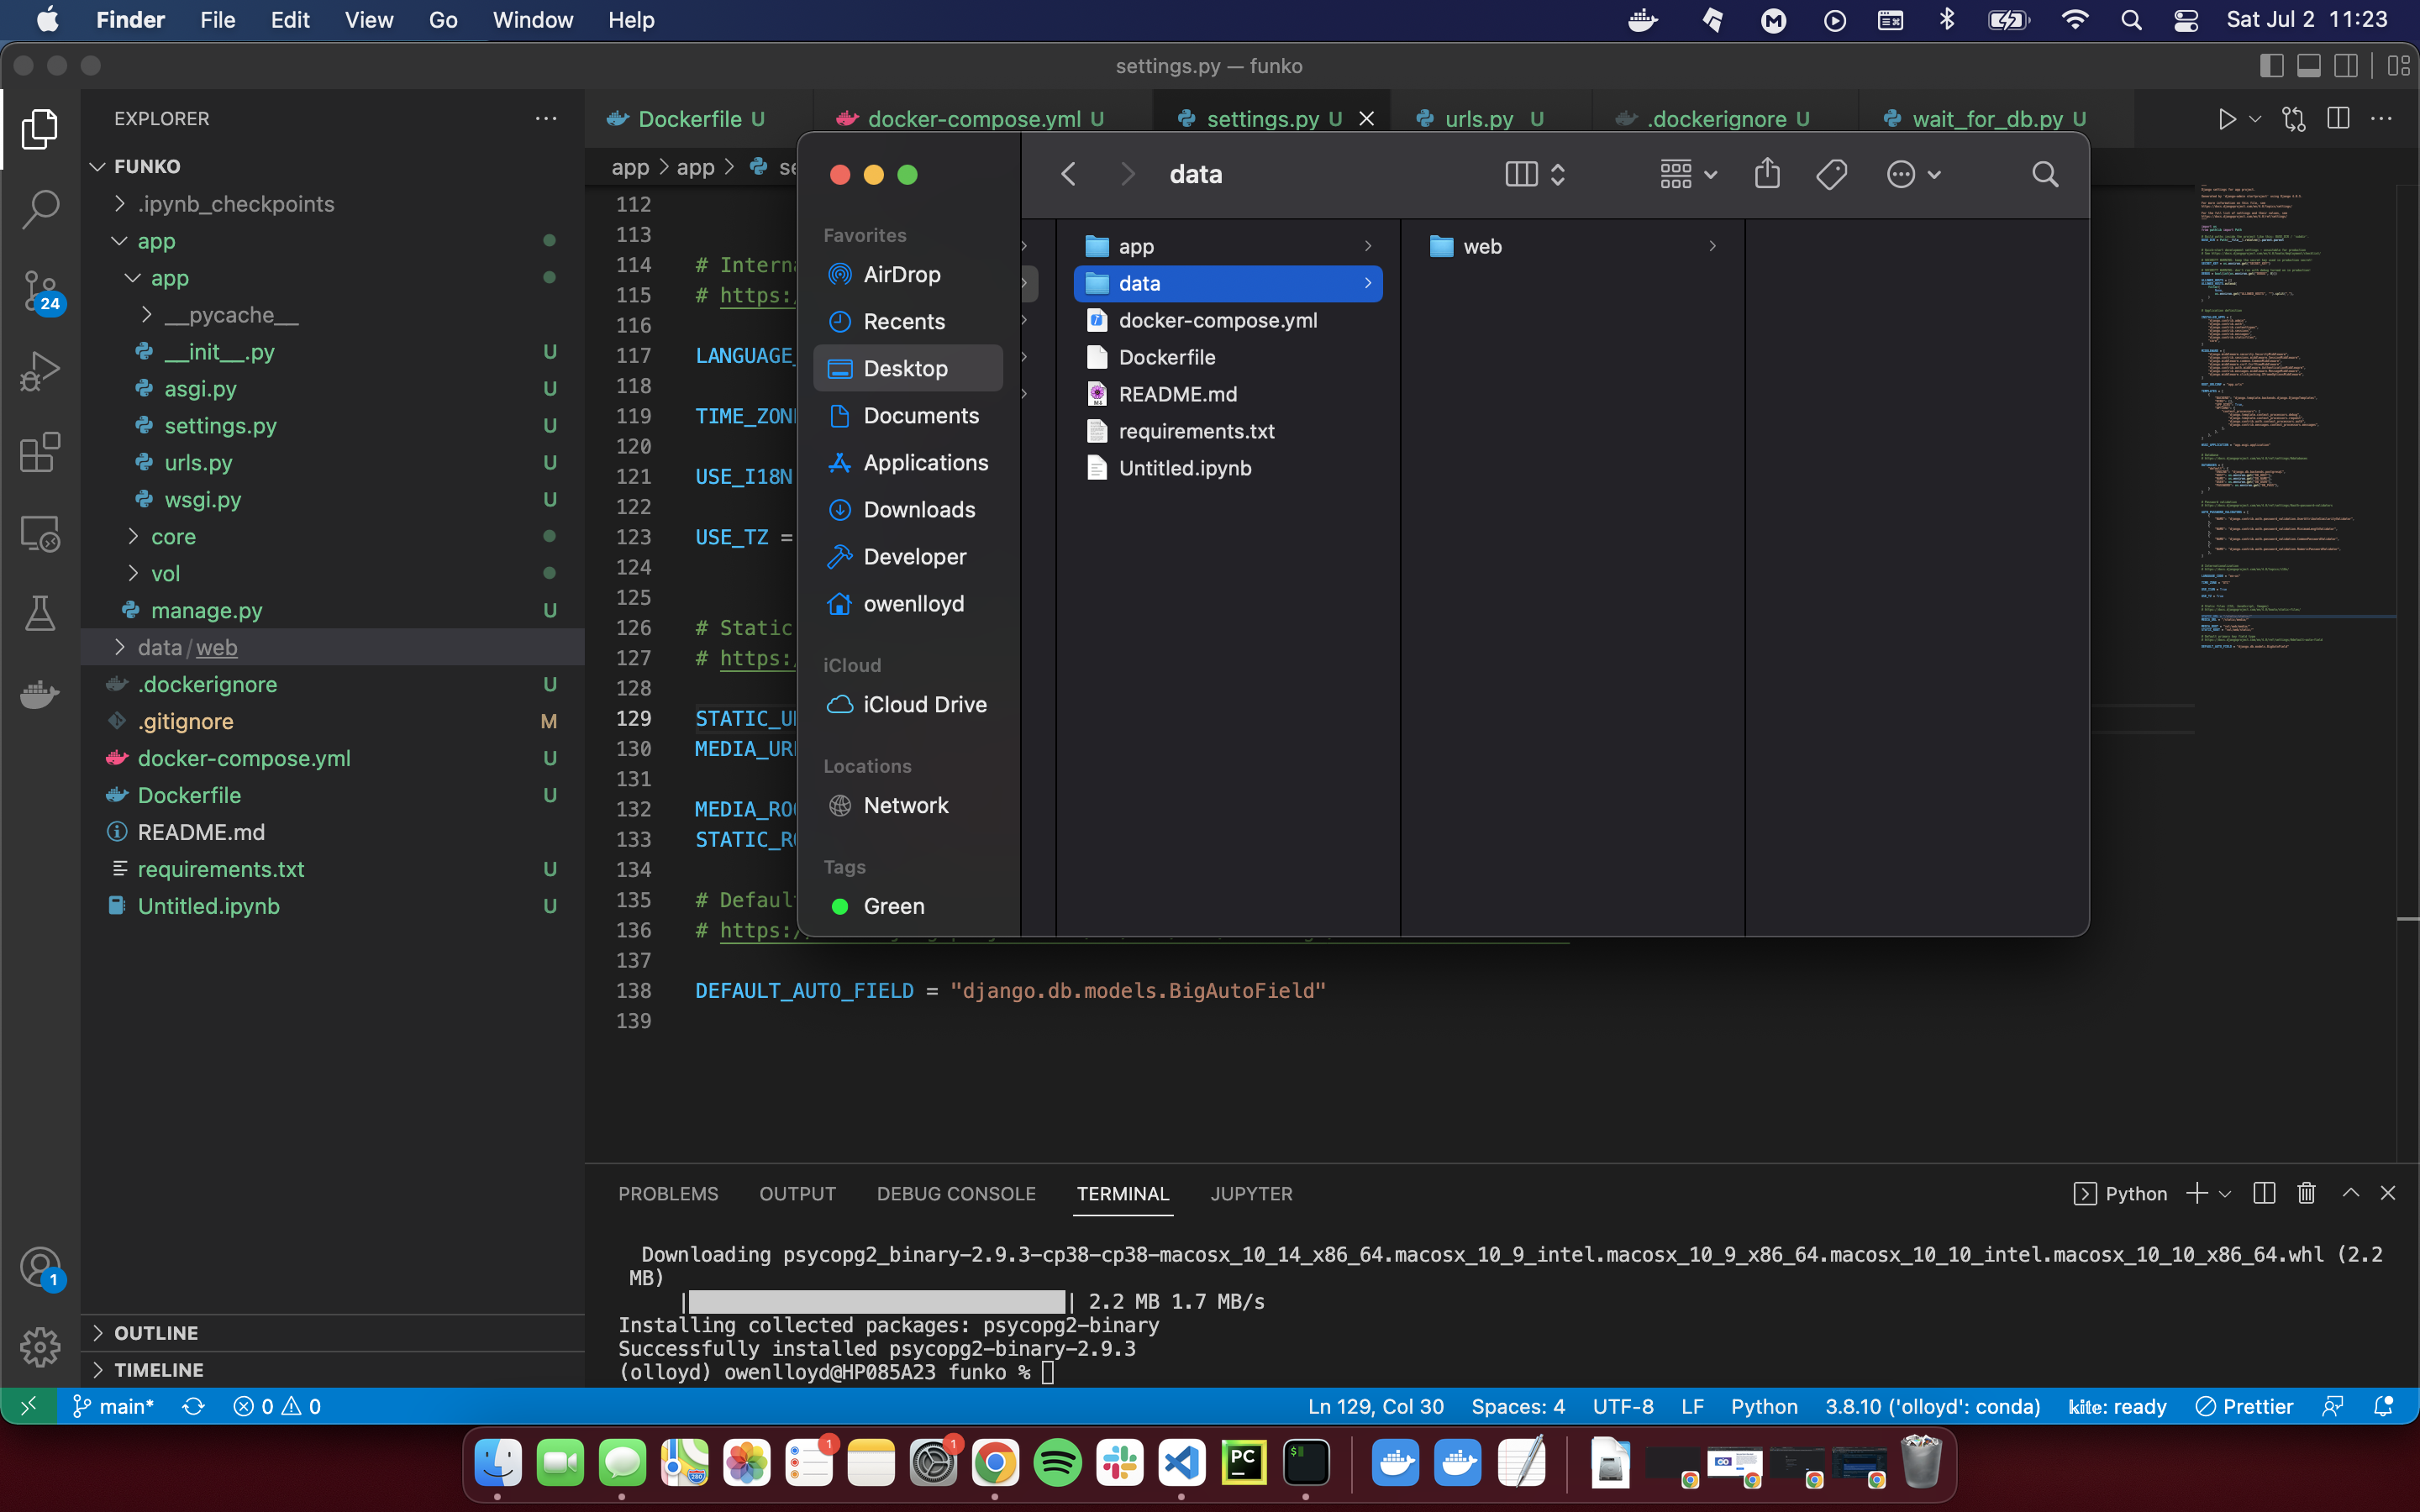 Finder File Edit View Go Window Help
Sat Jul 2 11:23
settings.py — funko
EXPLORER
FUNKO
.ipynb_checkpoints
app
app
__pycache__
__init__.py U
asgi.py U
settings.py U
urls.py U
wsgi.py U
core
vol
manage.py U
data/web
.dockerignore U
.gitignore M
docker-compose.yml U
Dockerfile U
README.md
requirements.txt U
Untitled.ipynb U
OUTLINE
TIMELINE
24
1
Dockerfile U
docker-compose.yml U
settings.py U
urls.py U
.dockerignore U
wait_for_db.py U
app > app >
112
113
114 # Interna
115 # https:/
116
117 LANGUAGE_
118
119 TIME_ZON
120
121 USE_I18N
122
123 USE_TZ =
124
125
126 # Static
127 # https:/
128
129 STATIC_U
130 MEDIA_UR
131
132 MEDIA_RO
133 STATIC_R
134
135 # Defaul
136 # https:/
137
138 DEFAULT_AUTO_FIELD = "django.db.models.BigAutoField"
139
data
Favorites
AirDrop
Recents
Desktop
Documents
Applications
Downloads
Developer
owenlloyd
iCloud
iCloud Drive
Locations
Network
Tags
Green
app
data
docker-compose.yml
Dockerfile
README.md
requirements.txt
Untitled.ipynb
web
PROBLEMS OUTPUT DEBUG CONSOLE TERMINAL JUPYTER
Python
Downloading psycopg2_binary-2.9.3-cp38-cp38-macosx_10_14_x86_64.macosx_10_9_intel.macosx_10_9_x86_64.macosx_10_10_intel.macosx_10_10_x86_64.whl (2.2
MB)
| 2.2 MB 1.7 MB/s
Installing collected packages: psycopg2-binary
Successfully installed psycopg2-binary-2.9.3
(olloyd) owenlloyd@HP085A23 funko %
main* 0 0
Ln 129, Col 30 Spaces: 4 UTF-8 LF Python 3.8.10 ('olloyd': conda) kite: ready Prettier
1
1
PC